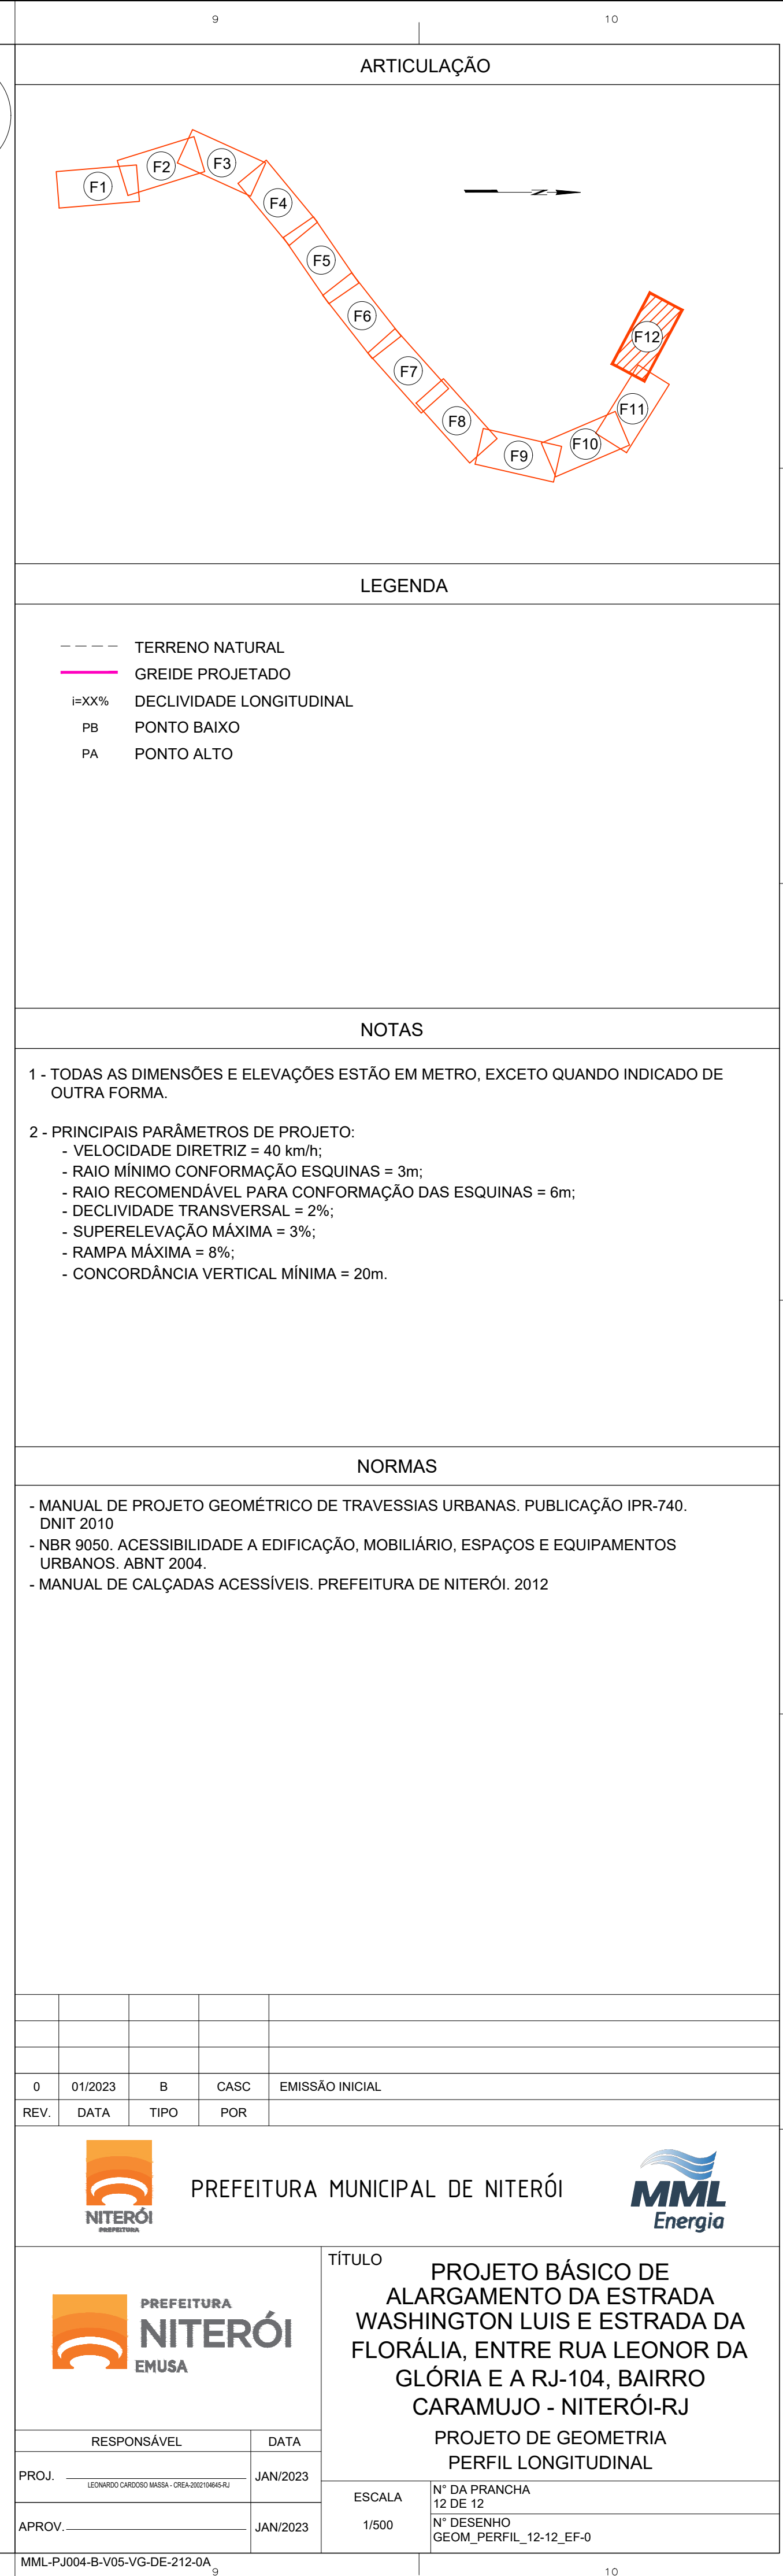 9
10
ARTICULAÇÃO
F1
F2
F3
F4
F5
F6
F7
F8
F9
F10
F11
F12
N
LEGENDA
TERRENO NATURAL
GREIDE PROJETADO
i=XX% DECLIVIDADE LONGITUDINAL
PB PONTO BAIXO
PA PONTO ALTO
NOTAS
1 - TODAS AS DIMENSÕES E ELEVAÇÕES ESTÃO EM METRO, EXCETO QUANDO INDICADO DE
OUTRA FORMA.
2 - PRINCIPAIS PARÂMETROS DE PROJETO:
- VELOCIDADE DIRETRIZ = 40 km/h;
- RAIO MÍNIMO CONFORMAÇÃO ESQUINAS = 3m;
- RAIO RECOMENDÁVEL PARA CONFORMAÇÃO DAS ESQUINAS = 6m;
- DECLIVIDADE TRANSVERSAL = 2%;
- SUPERELEVAÇÃO MÁXIMA = 3%;
- RAMPA MÁXIMA = 8%;
- CONCORDÂNCIA VERTICAL MÍNIMA = 20m.
NORMAS
- MANUAL DE PROJETO GEOMÉTRICO DE TRAVESSIAS URBANAS. PUBLICAÇÃO IPR-740.
DNIT 2010
- NBR 9050. ACESSIBILIDADE A EDIFICAÇÃO, MOBILIÁRIO, ESPAÇOS E EQUIPAMENTOS
URBANOS. ABNT 2004.
- MANUAL DE CALÇADAS ACESSÍVEIS. PREFEITURA DE NITERÓI. 2012
0 01/2023 B CASC EMISSÃO INICIAL
REV. DATA TIPO POR
NITERÓI
PREFEITURA
PREFEITURA MUNICIPAL DE NITERÓI
MML
Energia
PREFEITURA
NITERÓI
EMUSA
TÍTULO
PROJETO BÁSICO DE
ALARGAMENTO DA ESTRADA
WASHINGTON LUIS E ESTRADA DA
FLORÁLIA, ENTRE RUA LEONOR DA
GLÓRIA E A RJ-104, BAIRRO
CARAMUJO - NITERÓI-RJ
PROJETO DE GEOMETRIA
PERFIL LONGITUDINAL
RESPONSÁVEL DATA
PROJ. JAN/2023
LEONARDO CARDOSO MASSA - CREA-2002104645-RJ
APROV. JAN/2023
ESCALA
1/500
N° DA PRANCHA
12 DE 12
N° DESENHO
GEOM_PERFIL_12-12_EF-0
MML-PJ004-B-V05-VG-DE-212-0A
9
10